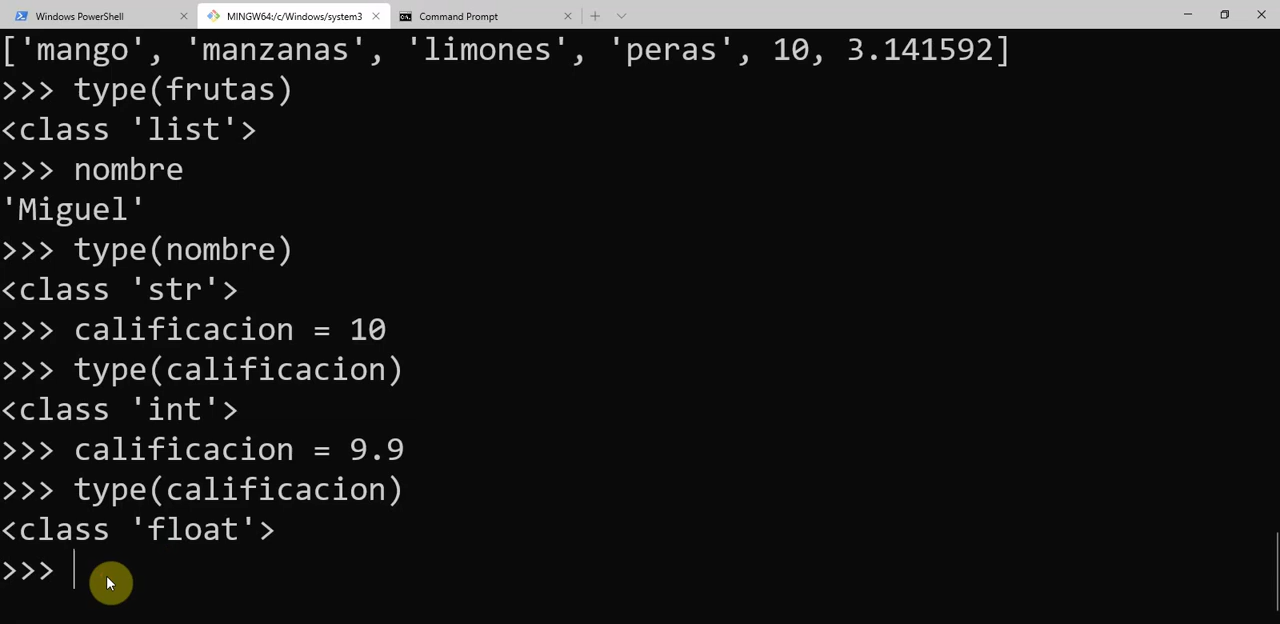 Windows PowerShell MINGW64:/c/Windows/system3 Command Prompt
['mango', 'manzanas', 'limones', 'peras', 10, 3.141592]
>>> type(frutas)
<class 'list'>
>>> nombre
'Miguel'
>>> type(nombre)
<class 'str'>
>>> calificacion = 10
>>> type(calificacion)
<class 'int'>
>>> calificacion = 9.9
>>> type(calificacion)
<class 'float'>
>>>